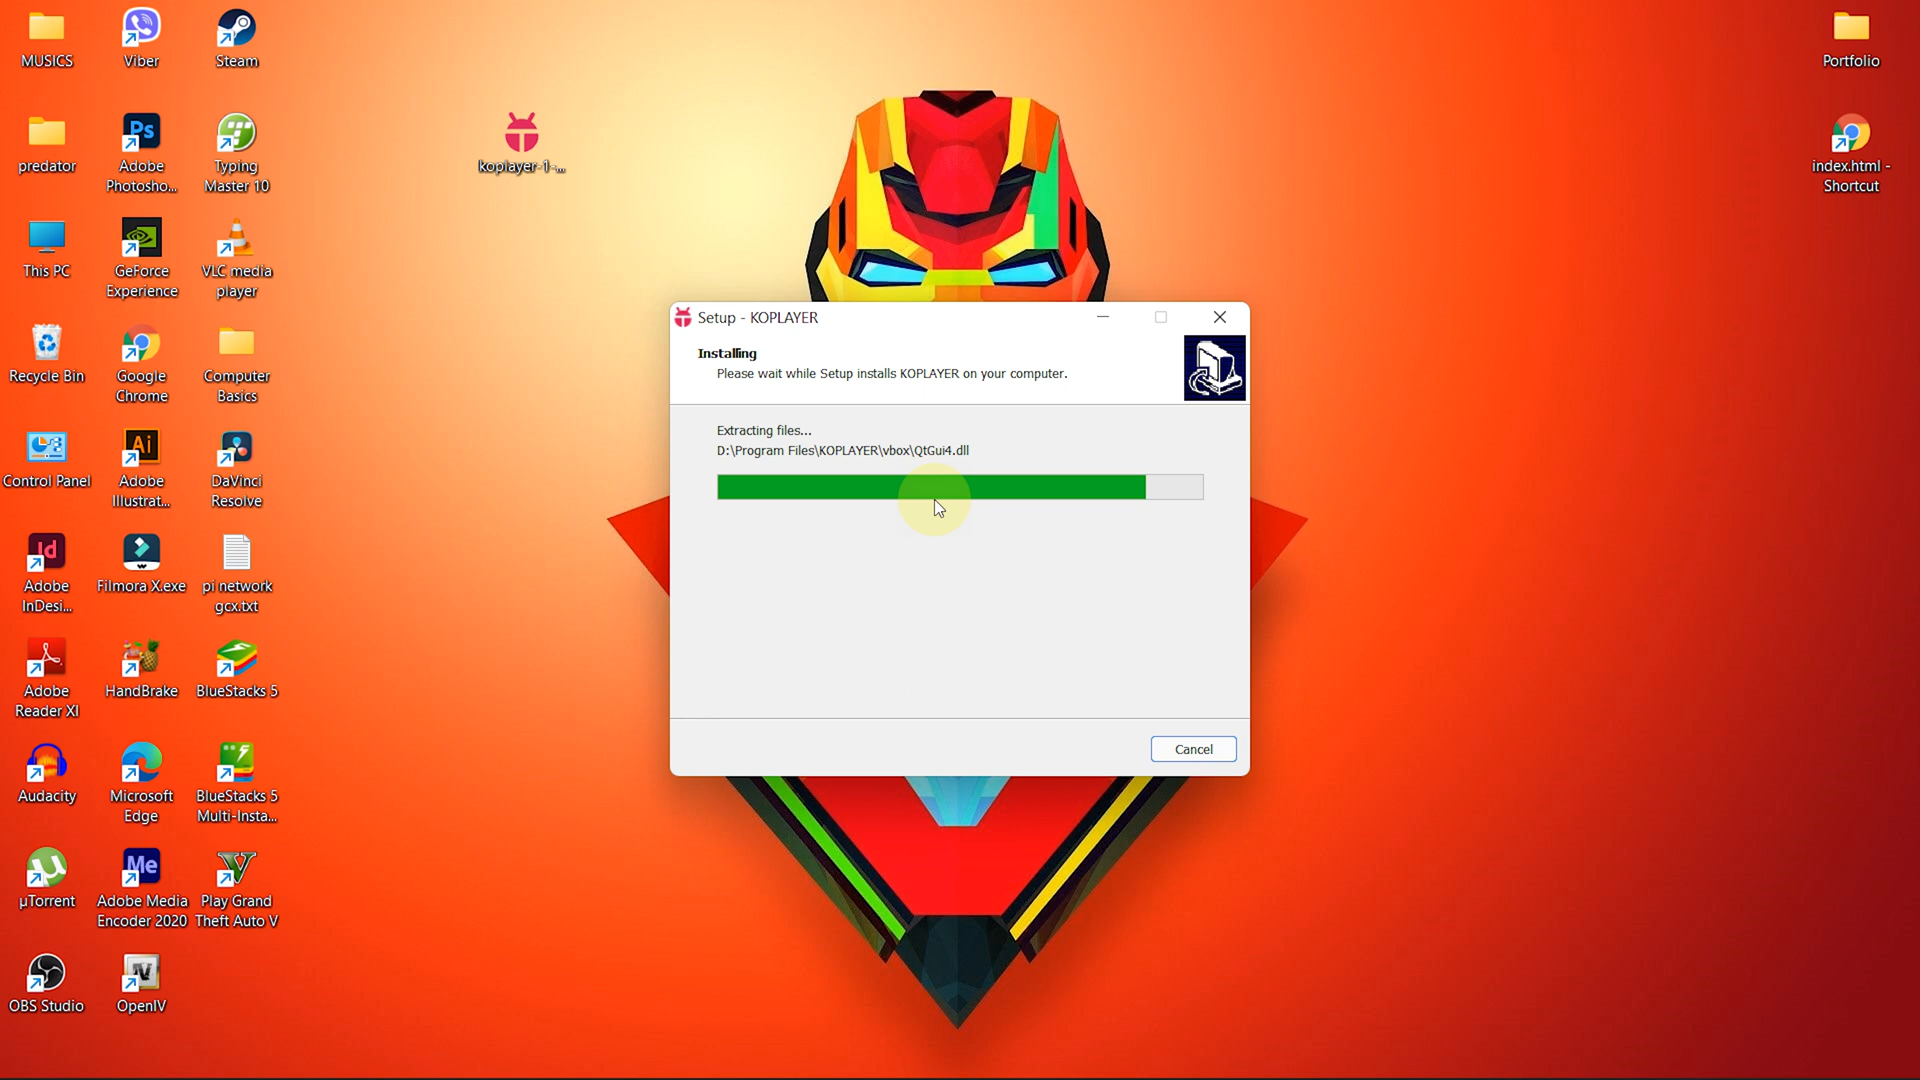 MUSICS
Viber
Steam
Portfolio
predator
Adobe
Photosho...
Typing
Master 10
koplayer-1-...
index.html -
Shortcut
This PC
GeForce
Experience
VLC media
player
Recycle Bin
Google
Chrome
Computer
Basics
Control Panel
Adobe
Illustrat...
DaVinci
Resolve
Adobe
InDesi...
Filmora X.exe
pi network
gcx.txt
Adobe
Reader XI
HandBrake
BlueStacks 5
Audacity
Microsoft
Edge
BlueStacks 5
Multi-Insta...
µTorrent
Adobe Media
Encoder 2020
Play Grand
Theft Auto V
OBS Studio
OpenIV
Ps
Ai
Id
Me
Setup - KOPLAYER
Installing
Please wait while Setup installs KOPLAYER on your computer.
Extracting files...
D:\Program Files\KOPLAYER\vbox\QtGui4.dll
Cancel